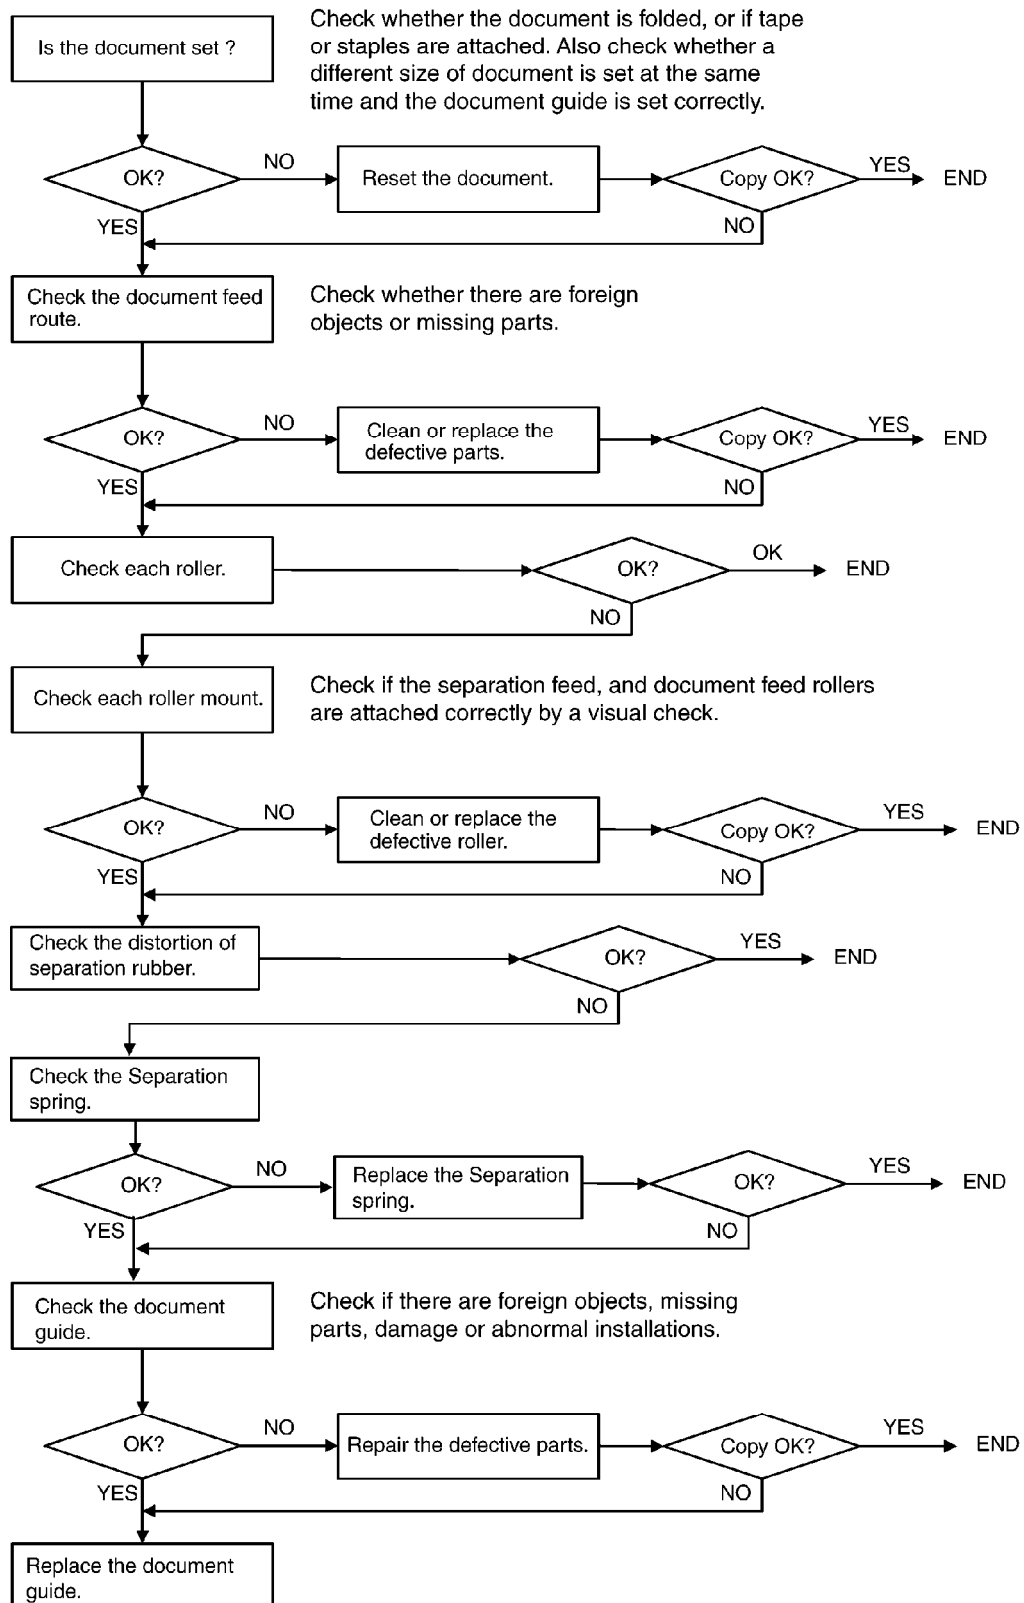 Is the document set ?
Check whether the document is folded, or if tape
or staples are attached. Also check whether a
different size of document is set at the same
time and the document guide is set correctly.
OK?
NO
Reset the document.
Copy OK?
YES
END
YES
NO
Check the document feed
route.
Check whether there are foreign
objects or missing parts.
OK?
NO
Clean or replace the
defective parts.
Copy OK?
YES
END
YES
NO
Check each roller.
OK?
OK
END
NO
Check each roller mount.
Check if the separation feed, and document feed rollers
are attached correctly by a visual check.
OK?
NO
Clean or replace the
defective roller.
Copy OK?
YES
END
YES
NO
Check the distortion of
separation rubber.
OK?
YES
END
NO
Check the Separation
spring.
OK?
NO
Replace the Separation
spring.
OK?
YES
END
YES
NO
Check the document
guide.
Check if there are foreign objects, missing
parts, damage or abnormal installations.
OK?
NO
Repair the defective parts.
Copy OK?
YES
END
YES
NO
Replace the document
guide.